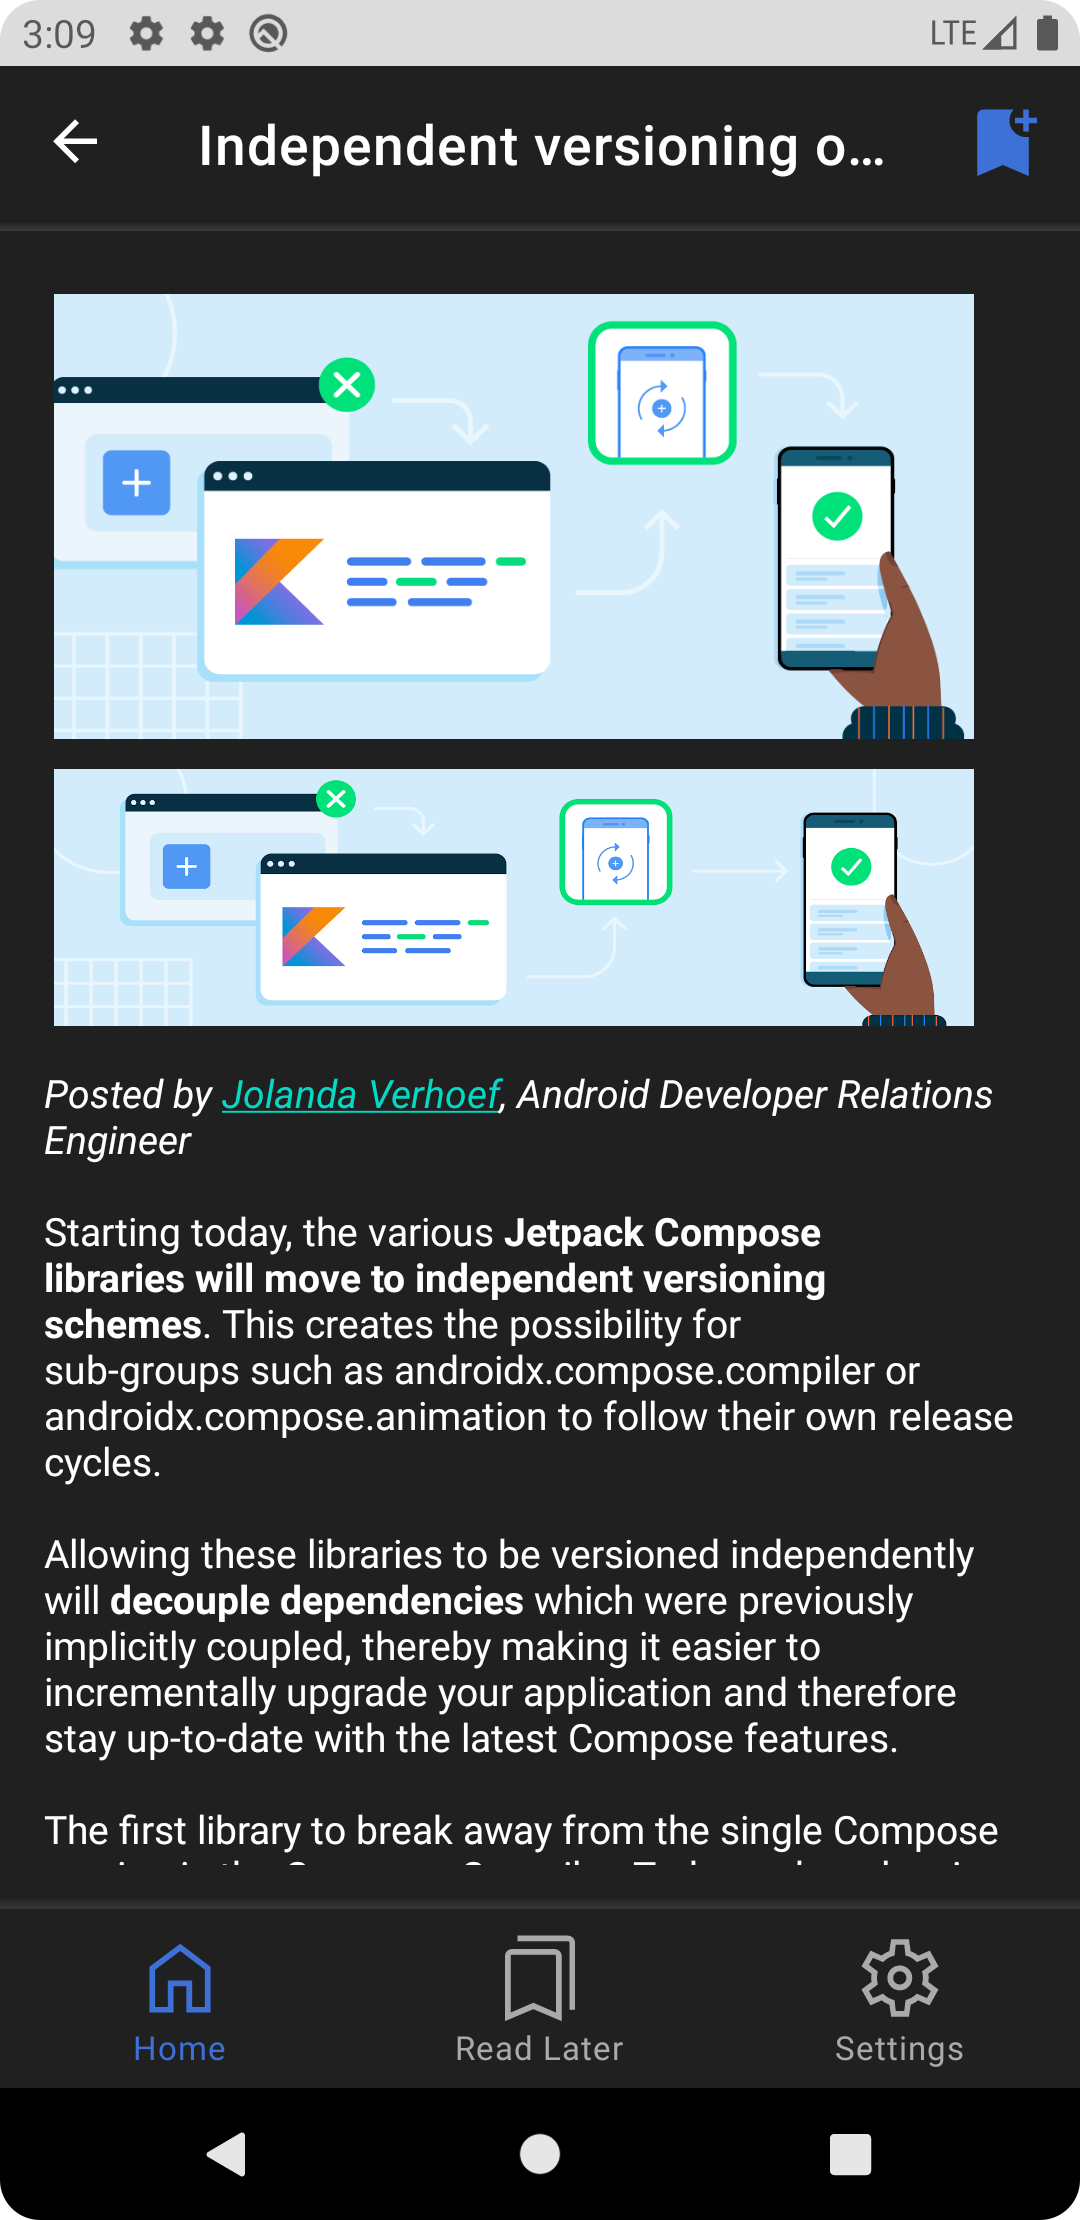 3:09
LTE
Independent versioning o...
Posted by Jolanda Verhoef, Android Developer Relations
Engineer
Starting today, the various Jetpack Compose
libraries will move to independent versioning
schemes. This creates the possibility for
sub-groups such as androidx.compose.compiler or
androidx.compose.animation to follow their own release
cycles.
Allowing these libraries to be versioned independently
will decouple dependencies which were previously
implicitly coupled, thereby making it easier to
incrementally upgrade your application and therefore
stay up-to-date with the latest Compose features.
The first library to break away from the single Compose
Home
Read Later
Settings